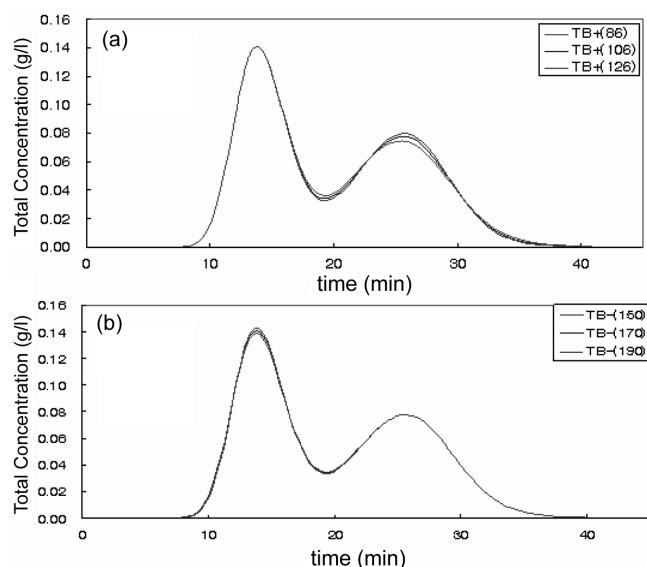 (a)
TB+(86)
TB+(106)
TB+(126)
Total Concentration (g/l)
0.16
0.14
0.12
0.10
0.08
0.06
0.04
0.02
0.00
0
10
20
30
40
time (min)
(b)
TB-(150)
TB-(170)
TB-(190)
Total Concentration (g/l)
0.16
0.14
0.12
0.10
0.08
0.06
0.04
0.02
0.00
0
10
20
30
40
time (min)